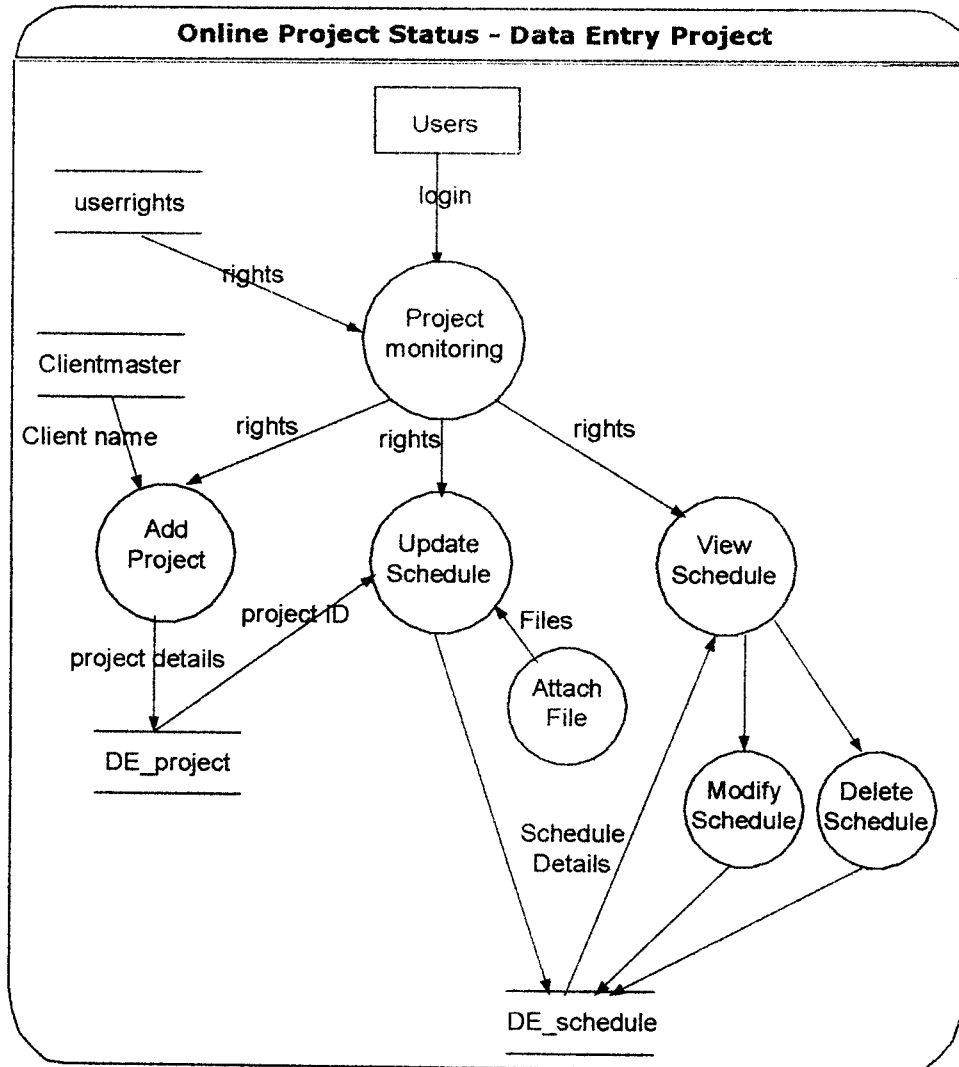 Online Project Status - Data Entry Project
Users
login
userrights
rights
Project
monitoring
Clientmaster
Client name
rights
rights
rights
Add
Project
Update
Schedule
View
Schedule
project ID
Files
project details
Attach
File
DE_project
Modify
Schedule
Delete
Schedule
Schedule
Details
DE_schedule